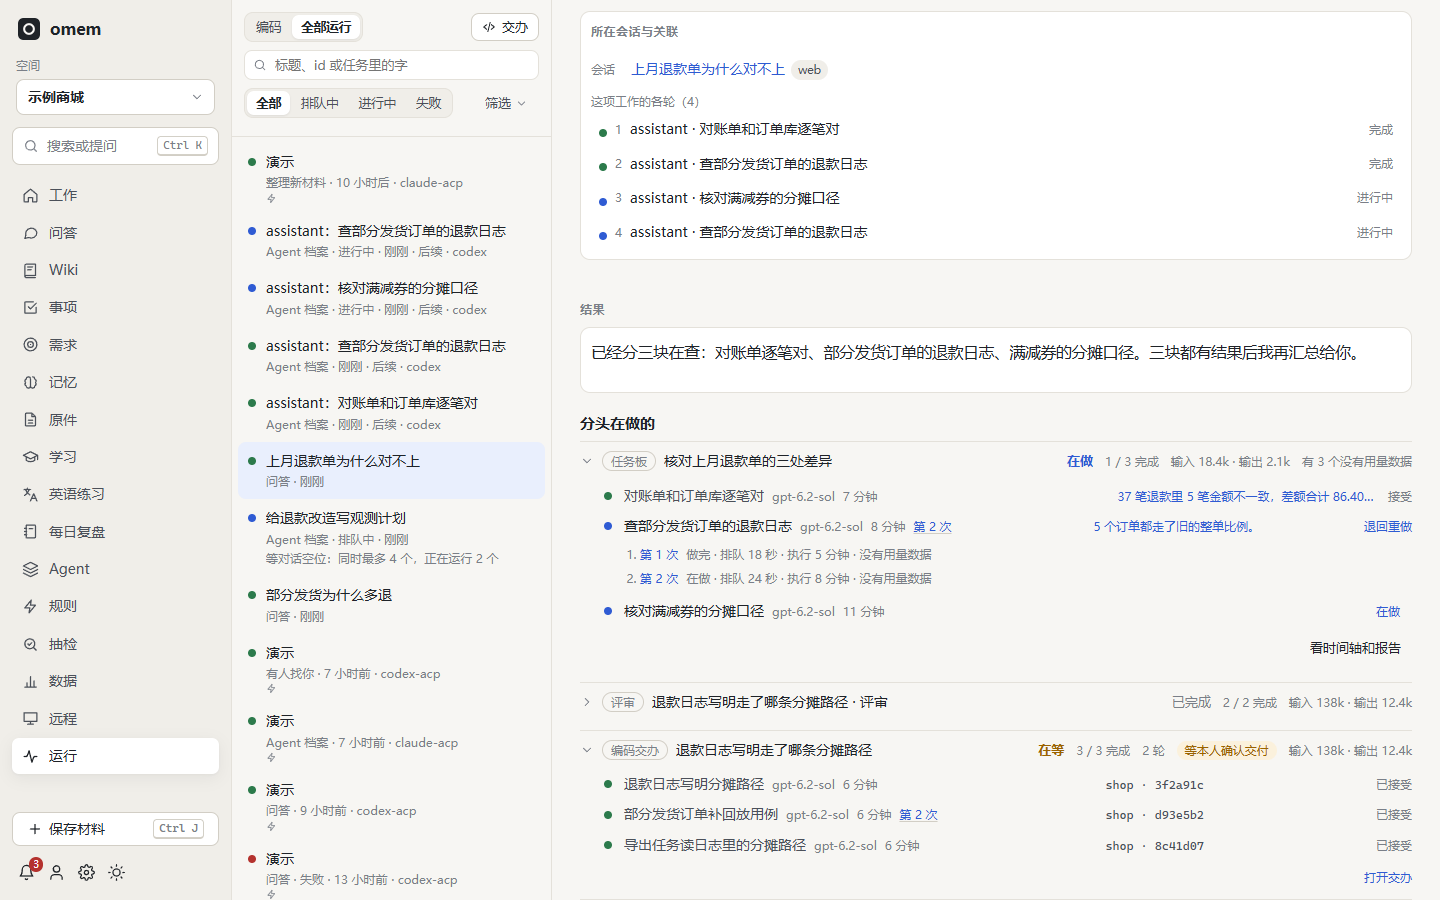 omem
空间
示例商城
搜索或提问 Ctrl K
工作
问答
Wiki
事项
需求
记忆
原件
学习
英语练习
每日复盘
Agent
规则
抽检
数据
远程
运行
保存材料 Ctrl J
3
编码 全部运行 交办
标题、id 或任务里的字
全部 排队中 进行中 失败 筛选
演示
整理新材料 · 10 小时后 · claude-acp
assistant：查部分发货订单的退款日志
Agent 档案 · 进行中 · 刚刚 · 后续 · codex
assistant：核对满减券的分摊口径
Agent 档案 · 进行中 · 刚刚 · 后续 · codex
assistant：查部分发货订单的退款日志
Agent 档案 · 刚刚 · 后续 · codex
assistant：对账单和订单库逐笔对
Agent 档案 · 刚刚 · 后续 · codex
上月退款单为什么对不上
问答 · 刚刚
给退款改造写观测计划
Agent 档案 · 排队中 · 刚刚
等对话空位：同时最多 4 个，正在运行 2 个
部分发货为什么多退
问答 · 刚刚
演示
有人找你 · 7 小时前 · codex-acp
演示
Agent 档案 · 7 小时前 · claude-acp
演示
问答 · 9 小时前 · codex-acp
演示
问答 · 失败 · 13 小时前 · codex-acp
所在会话与关联
会话 上月退款单为什么对不上 web
这项工作的各轮（4）
1 assistant · 对账单和订单库逐笔对 完成
2 assistant · 查部分发货订单的退款日志 完成
3 assistant · 核对满减券的分摊口径 进行中
4 assistant · 查部分发货订单的退款日志 进行中
结果
已经分三块在查：对账单逐笔对、部分发货订单的退款日志、满减券的分摊口径。三块都有结果后我再汇总给你。
分头在做的
任务板 核对上月退款单的三处差异 在做 1 / 3 完成 输入 18.4k · 输出 2.1k 有 3 个没有用量数据
对账单和订单库逐笔对 gpt-6.2-sol 7 分钟 37 笔退款里 5 笔金额不一致，差额合计 86.40... 接受
查部分发货订单的退款日志 gpt-6.2-sol 8 分钟 第 2 次 5 个订单都走了旧的整单比例。 退回重做
1. 第 1 次 做完 · 排队 18 秒 · 执行 5 分钟 · 没有用量数据
2. 第 2 次 在做 · 排队 24 秒 · 执行 8 分钟 · 没有用量数据
核对满减券的分摊口径 gpt-6.2-sol 11 分钟 在做
看时间轴和报告
评审 退款日志写明走了哪条分摊路径 · 评审 已完成 2 / 2 完成 输入 138k · 输出 12.4k
编码交办 退款日志写明走了哪条分摊路径 在等 3 / 3 完成 2 轮 等本人确认交付 输入 138k · 输出 12.4k
退款日志写明分摊路径 gpt-6.2-sol 6 分钟 shop · 3f2a91c 已接受
部分发货订单补回放用例 gpt-6.2-sol 6 分钟 第 2 次 shop · d93e5b2 已接受
导出任务读日志里的分摊路径 gpt-6.2-sol 6 分钟 shop · 8c41d07 已接受
打开交办